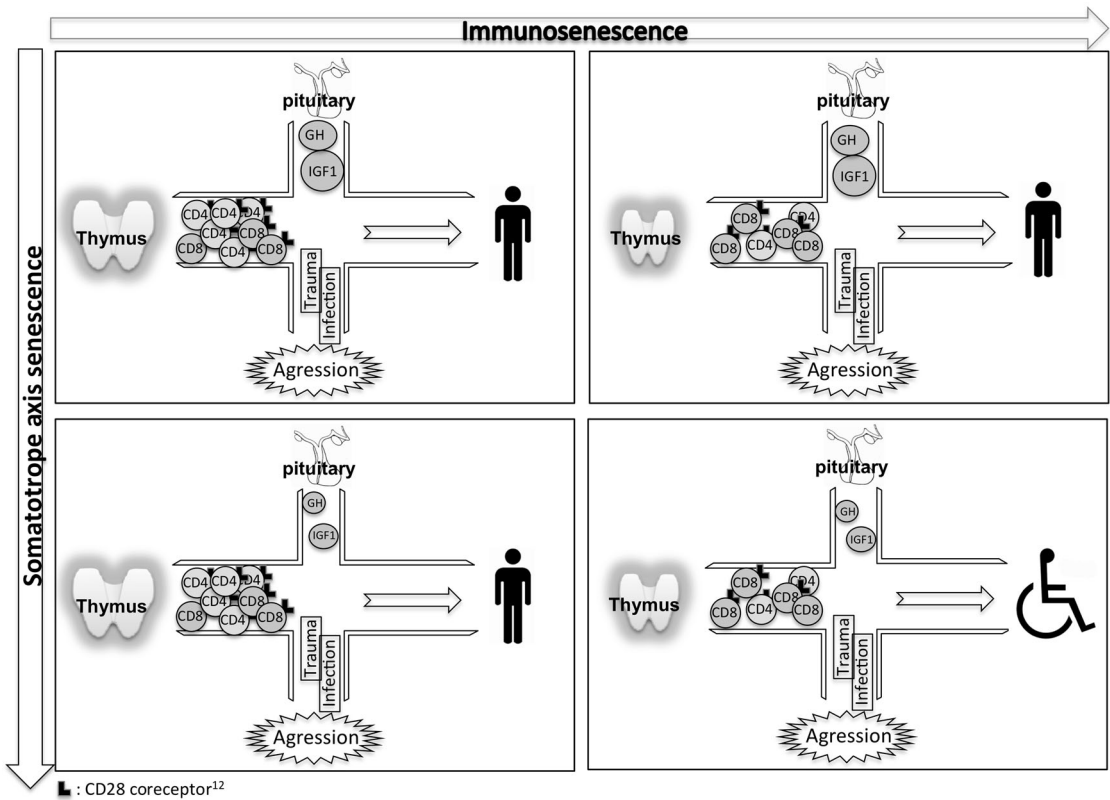 Immunosenescence
Somatotrope axis senescence
pituitary
GH
IGF1
Thymus
CD4 CD4 CD4
CD4 CD8
CD8 CD4 CD8
Trauma
Infection
Agression
pituitary
GH
IGF1
Thymus
CD8 CD4
CD8 CD4 CD8 CD8
Trauma
Infection
Agression
pituitary
GH
IGF1
Thymus
CD4 CD4 CD4
CD4 CD8
CD8 CD4 CD8
Trauma
Infection
Agression
pituitary
GH
IGF1
Thymus
CD8 CD4
CD8 CD4 CD8 CD8
Trauma
Infection
Agression
: CD28 coreceptor¹²